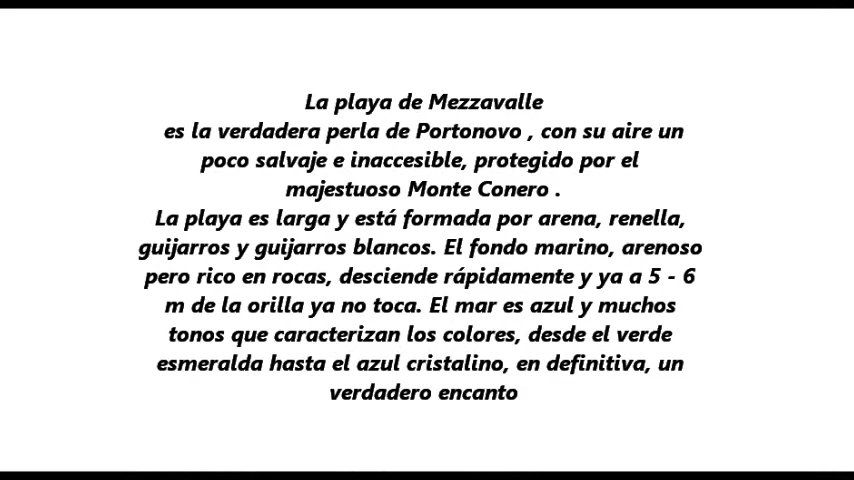 La playa de Mezzavalle
es la verdadera perla de Portonovo , con su aire un
poco salvaje e inaccesible, protegido por el
majestuoso Monte Conero .
La playa es larga y está formada por arena, renella,
guijarros y guijarros blancos. El fondo marino, arenoso
pero rico en rocas, desciende rápidamente y ya a 5 - 6
m de la orilla ya no toca. El mar es azul y muchos
tonos que caracterizan los colores, desde el verde
esmeralda hasta el azul cristalino, en definitiva, un
verdadero encanto